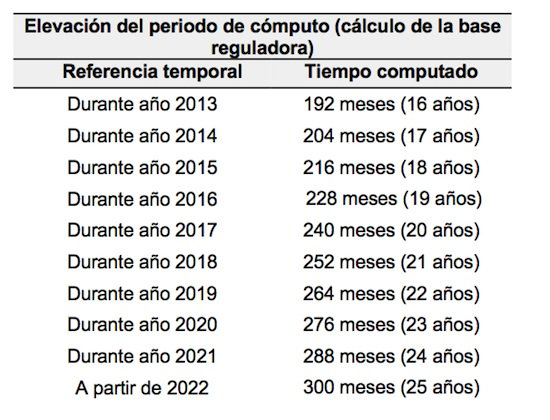 Elevación del periodo de cómputo (cálculo de la base
reguladora)
Referencia temporal Tiempo computado
Durante año 2013 192 meses (16 años)
Durante año 2014 204 meses (17 años)
Durante año 2015 216 meses (18 años)
Durante año 2016 228 meses (19 años)
Durante año 2017 240 meses (20 años)
Durante año 2018 252 meses (21 años)
Durante año 2019 264 meses (22 años)
Durante año 2020 276 meses (23 años)
Durante año 2021 288 meses (24 años)
A partir de 2022 300 meses (25 años)